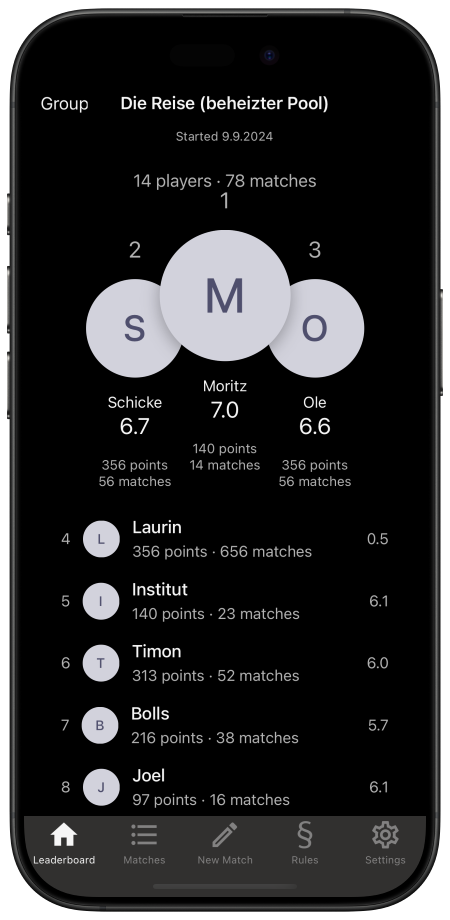 Group
Die Reise (beheizter Pool)
Started 9.9.2024
14 players · 78 matches
1
2
3
M
S
O
Moritz
7.0
Schicke
6.7
Ole
6.6
140 points
14 matches
356 points
56 matches
356 points
56 matches
4 L Laurin
356 points · 656 matches 0.5
5 I Institut
140 points · 23 matches 6.1
6 T Timon
313 points · 52 matches 6.0
7 B Bolls
216 points · 38 matches 5.7
8 J Joel
97 points · 16 matches 6.1
§
Leaderboard Matches New Match Rules Settings